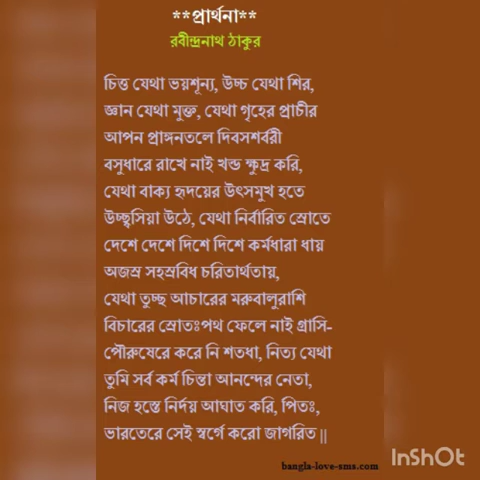 **প্রার্থনা**
রবীন্দ্রনাথ ঠাকুর
চিত্ত যেথা ভয়শূন্য, উচ্চ যেথা শির,
জ্ঞান যেথা মুক্ত, যেথা গৃহের প্রাচীর
আপন প্রাঙ্গনতলে দিবসশর্বরী
বসুধারে রাখে নাই খন্ড ক্ষুদ্র করি,
যেথা বাক্য হৃদয়ের উৎসমুখ হতে
উচ্ছ্বসিয়া উঠে, যেথা নির্বারিত স্রোতে
দেশে দেশে দিশে দিশে কর্মধারা ধায়
অজস্র সহস্রবিধ চরিতার্থতায়,
যেথা তুচ্ছ আচারের মরুবালুরাশি
বিচারের স্রোতঃপথ ফেলে নাই গ্রাসি-
পৌরুষেরে করে নি শতধা, নিত্য যেথা
তুমি সর্ব কর্ম চিন্তা আনন্দের নেতা,
নিজ হস্তে নির্দয় আঘাত করি, পিতঃ,
ভারতেরে সেই স্বর্গে করো জাগরিত||
bangla-love-sms.com
InShOt